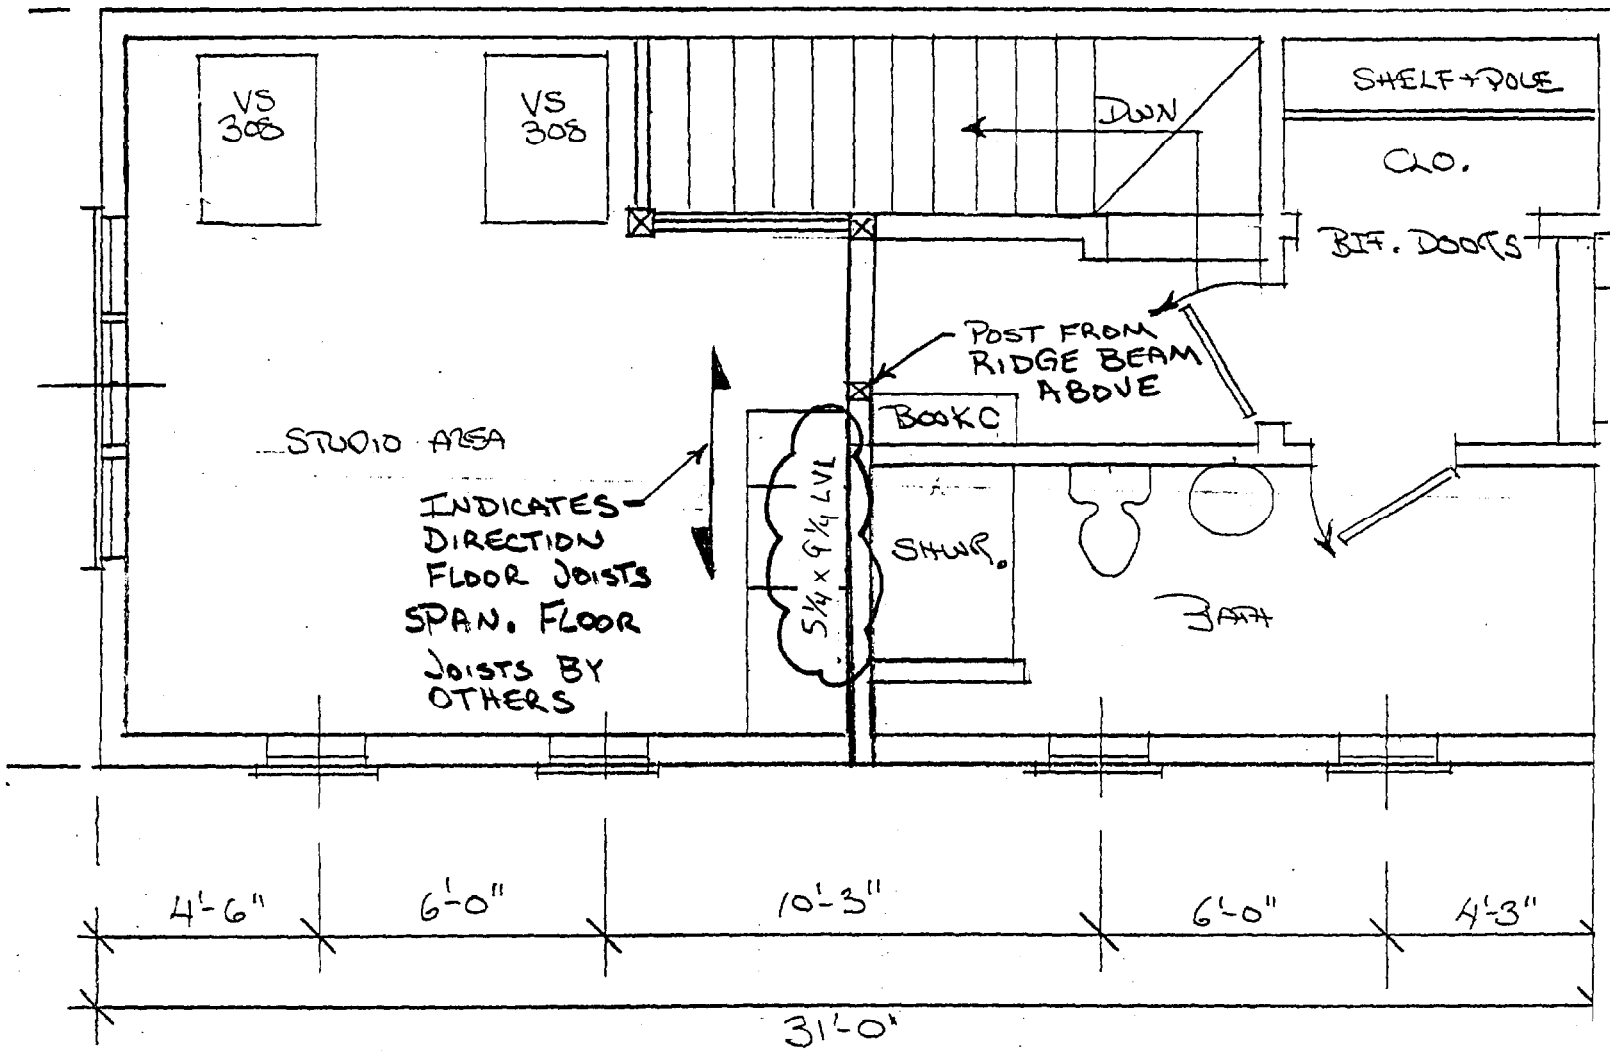 VS
308
VS
308
DWN
SHELF + POLE
CLO.
BIF. DOORS
POST FROM
RIDGE BEAM
ABOVE
BOOKC
STUDIO AREA
INDICATES
DIRECTION
FLOOR JOISTS
SPAN. FLOOR
JOISTS BY
OTHERS
5¼ x 9¼ LVL
SHWR.
BATH
4'-6"
6'-0"
10'-3"
6'-0"
4'-3"
31'-0"